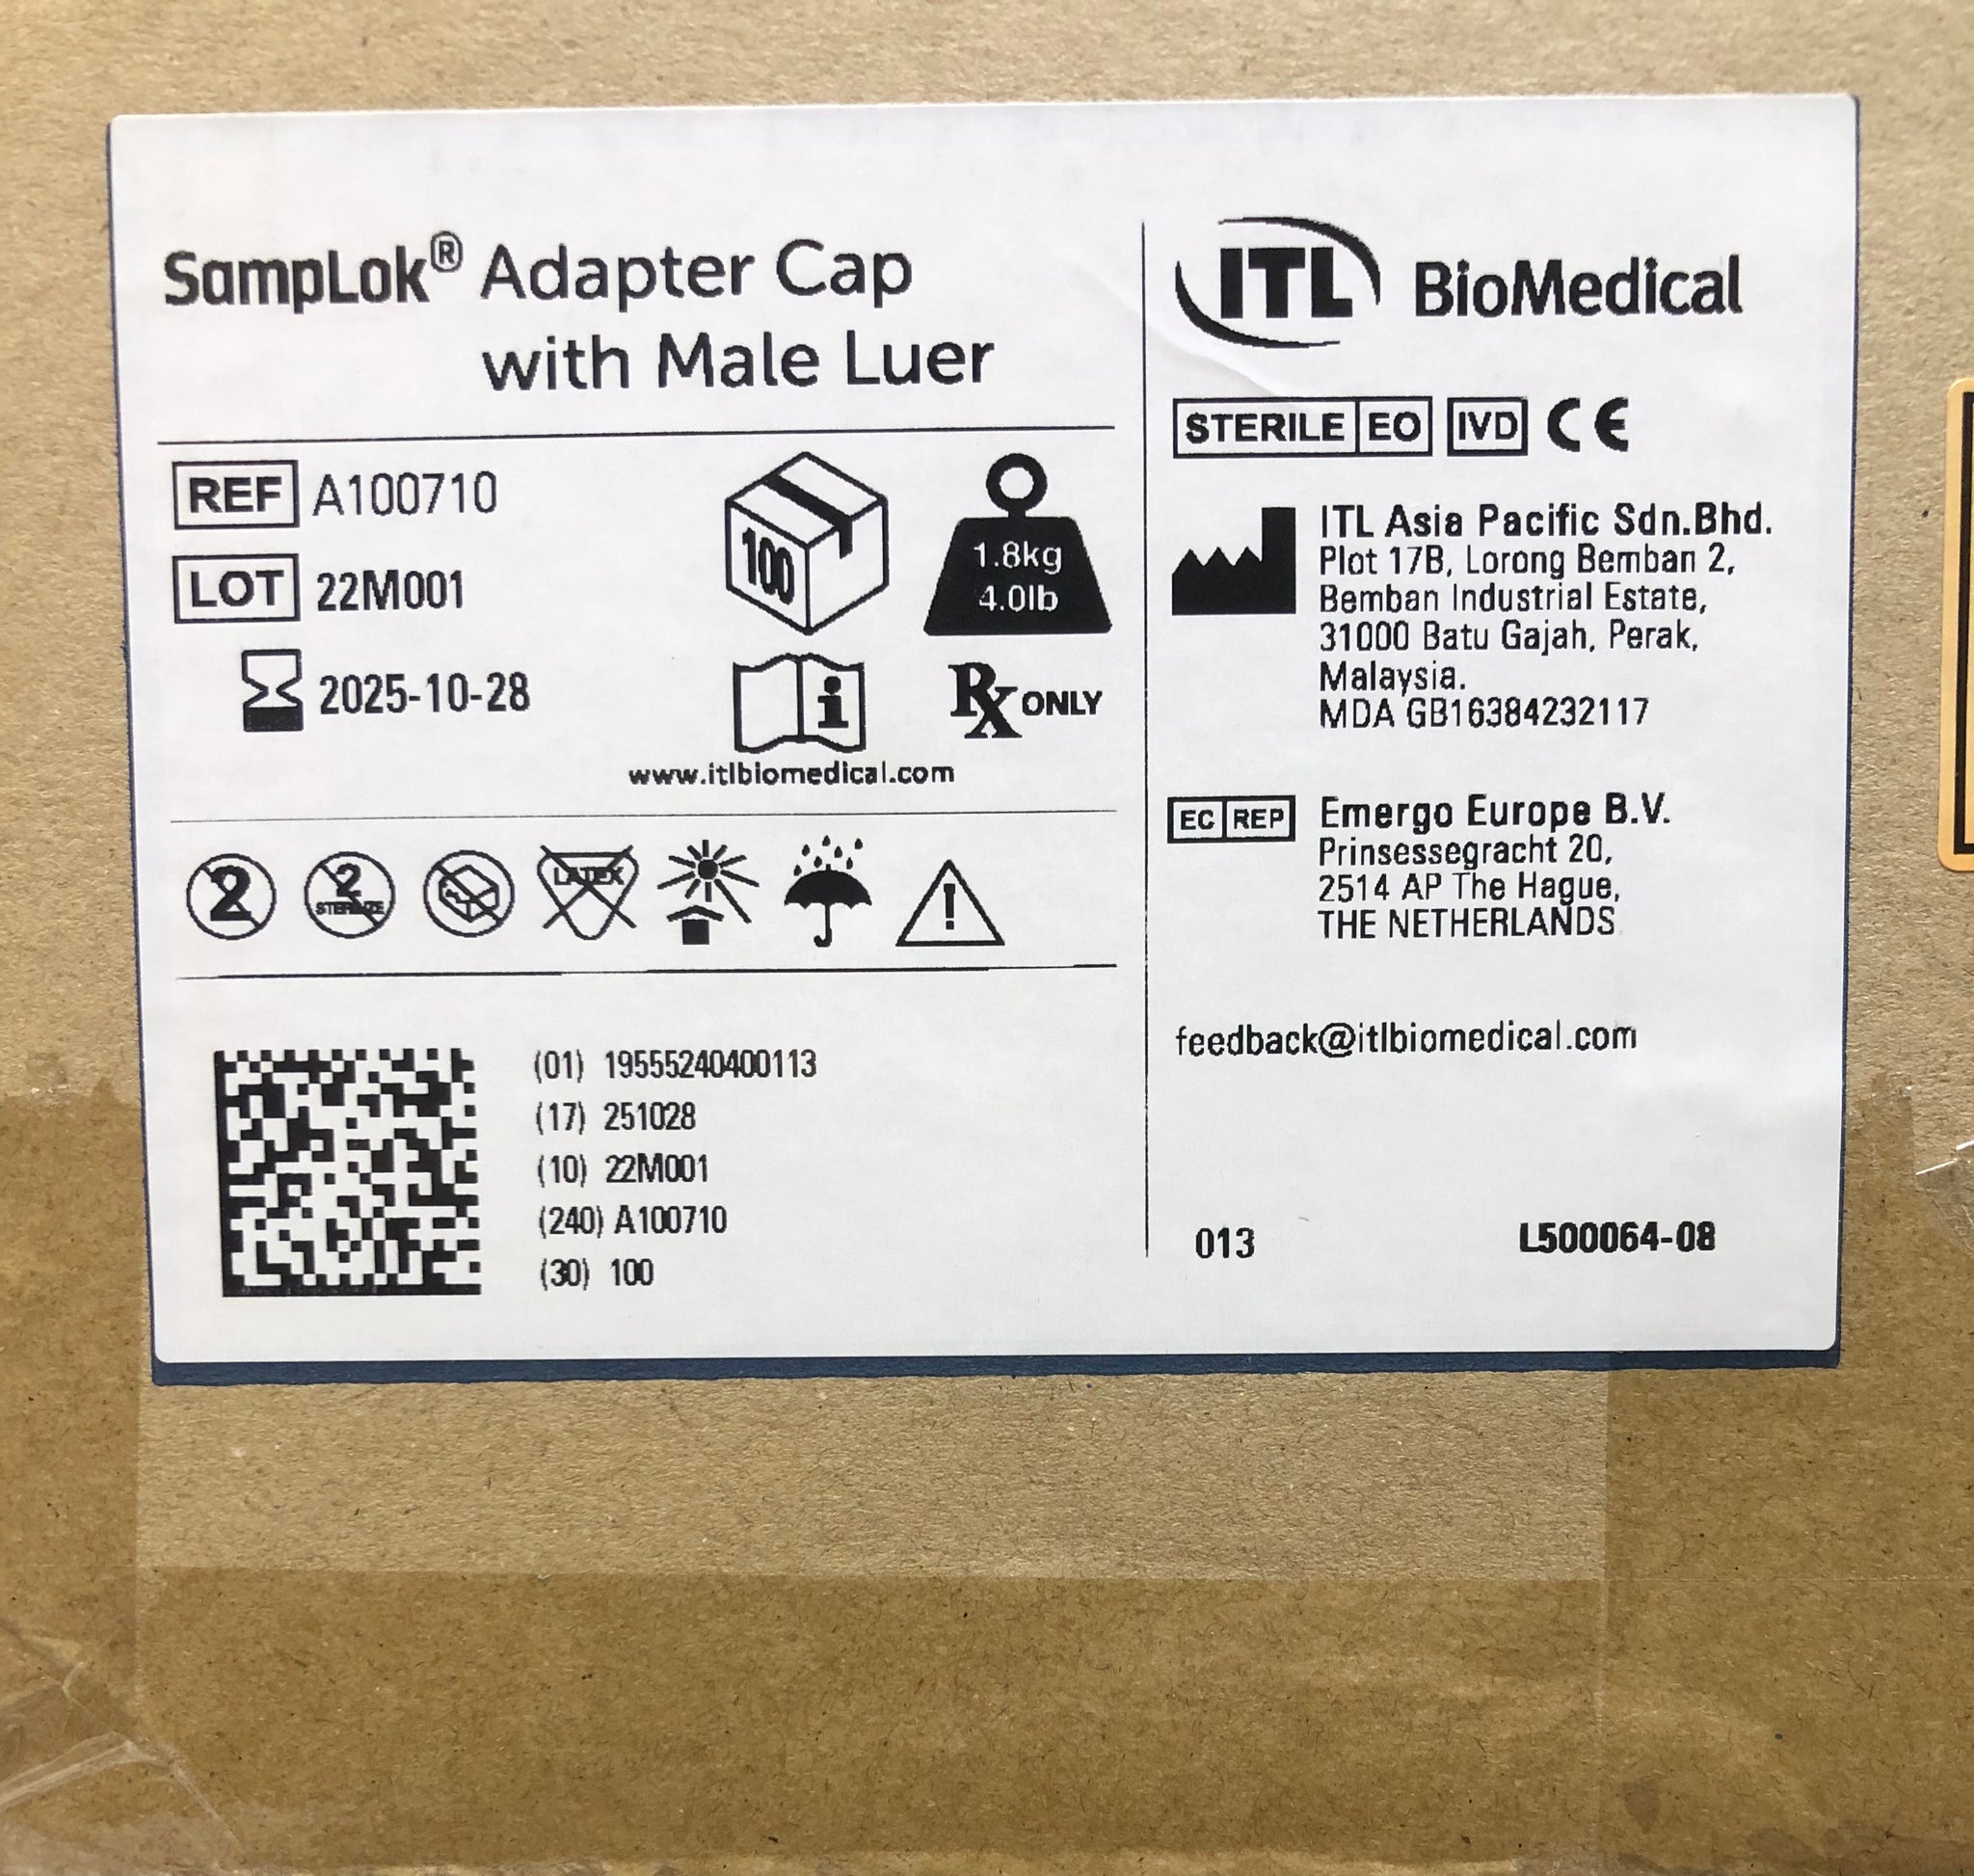 SampLok® Adapter Cap
with Male Luer
REF A100710
LOT 22M001
2025-10-28
100
1.8kg
4.0lb
Rx ONLY
www.itlbiomedical.com
2
2
STERILIZE
LATEX
(01) 19555240400113
(17) 251028
(10) 22M001
(240) A100710
(30) 100
ITL BioMedical
STERILE EO IVD CE
ITL Asia Pacific Sdn.Bhd.
Plot 17B, Lorong Bemban 2,
Bemban Industrial Estate,
31000 Batu Gajah, Perak,
Malaysia.
MDA GB16384232117
EC REP Emergo Europe B.V.
Prinsessegracht 20,
2514 AP The Hague,
THE NETHERLANDS
feedback@itlbiomedical.com
013 L500064-08